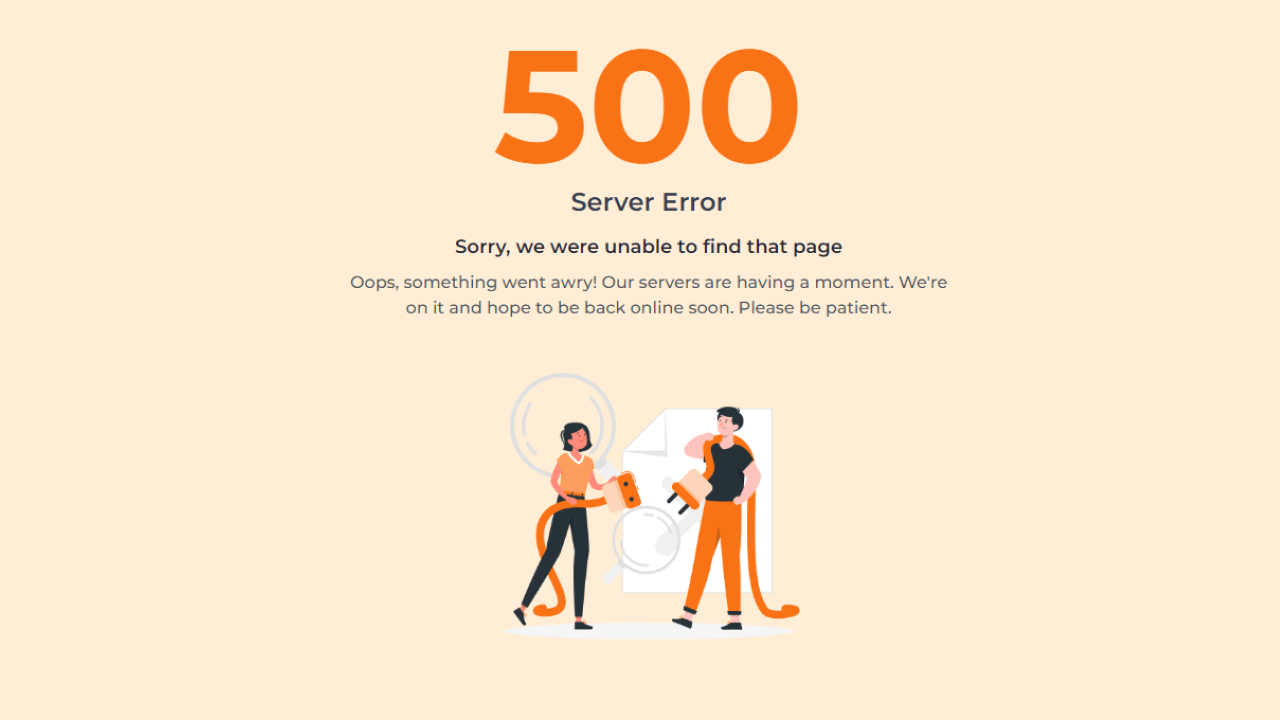 500
Server Error
Sorry, we were unable to find that page
Oops, something went awry! Our servers are having a moment. We're
on it and hope to be back online soon. Please be patient.